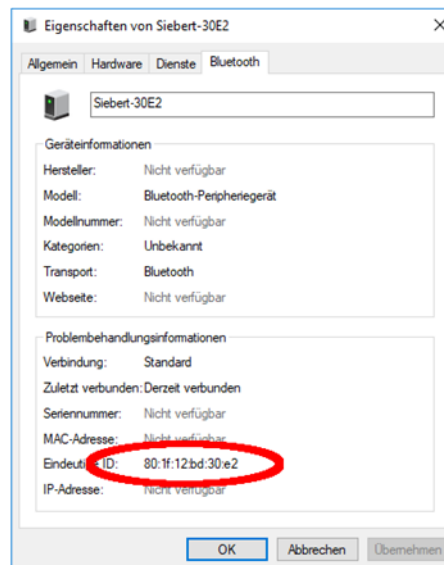 Eigenschaften von Siebert-30E2
Allgemein Hardware Dienste Bluetooth
Siebert-30E2
Geräteinformationen
Hersteller: Nicht verfügbar
Modell: Bluetooth-Peripheriegerät
Modellnummer: Nicht verfügbar
Kategorien: Unbekannt
Transport: Bluetooth
Webseite: Nicht verfügbar
Problembehandlungsinformationen
Verbindung: Standard
Zuletzt verbunden: Derzeit verbunden
Seriennummer: Nicht verfügbar
MAC-Adresse: Nicht verfügbar
Eindeutige ID: 80:1f:12:bd:30:e2
IP-Adresse: Nicht verfügbar
OK Abbrechen Übernehmen